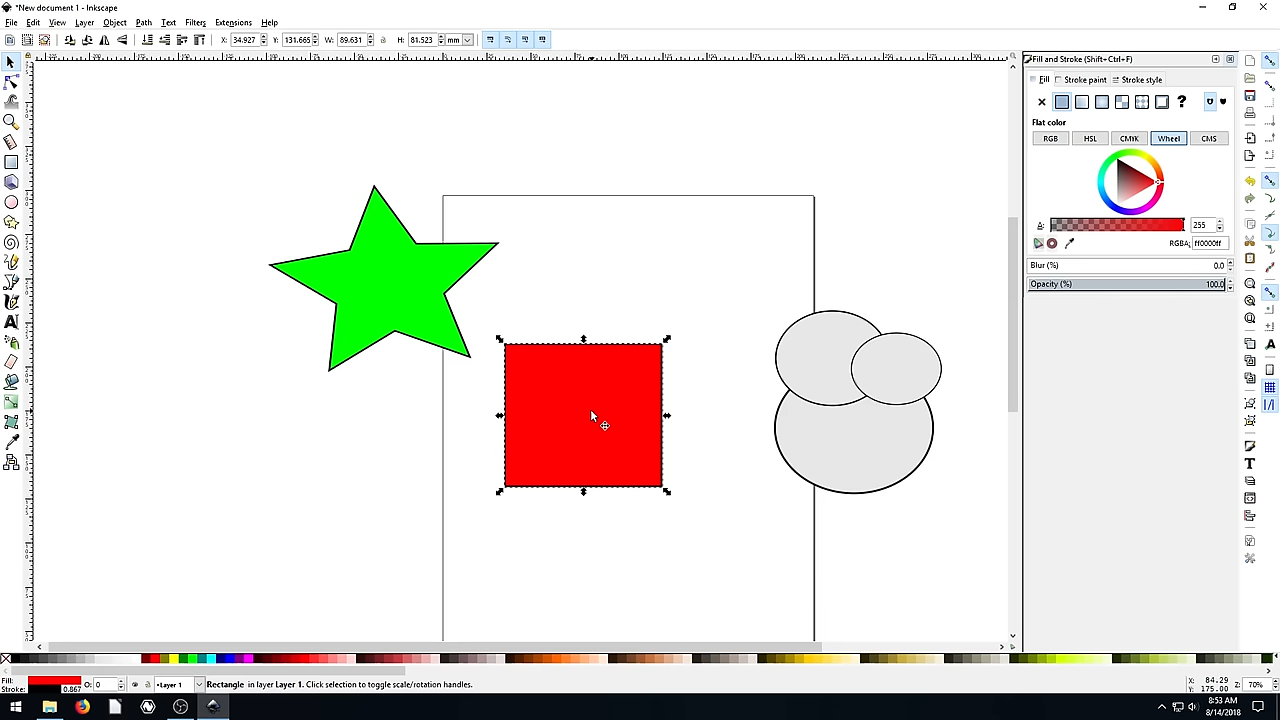 *New document 1 - Inkscape
File Edit View Layer Object Path Text Filters Extensions Help
X: 34.927 Y: 131.665 W: 89.631 H: 81.523 mm
Fill and Stroke (Shift+Ctrl+F)
Fill Stroke paint Stroke style
?
Flat color
RGB HSL CMYK Wheel CMS
A: 255
RGBA: ff0000ff
Blur (%) 0.0
Opacity (%) 100.0
Fill:
Stroke: 0.867
O: 0
Layer 1
Rectangle in layer Layer 1. Click selection to toggle scale/rotation handles.
X: 84.29
Y: 175.00
Z: 70%
8:53 AM
8/14/2018